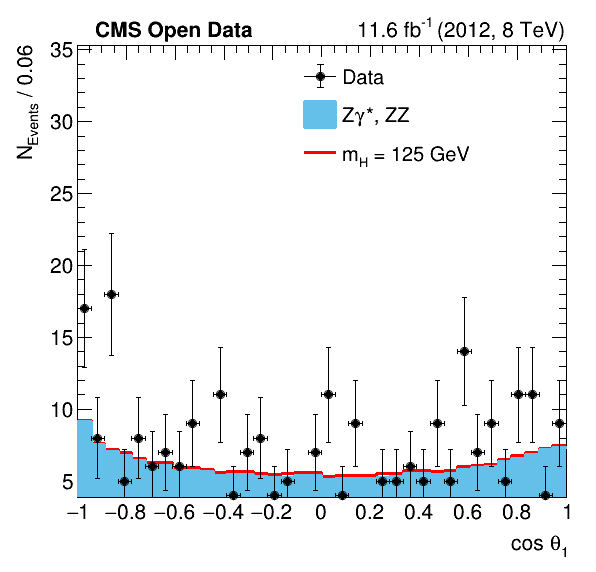 CMS Open Data 11.6 fb⁻¹ (2012, 8 TeV)
N_Events / 0.06
35
30
25
20
15
10
5
Data
Zγ*, ZZ
m_H = 125 GeV
−1 −0.8 −0.6 −0.4 −0.2 0 0.2 0.4 0.6 0.8 1
cos θ₁